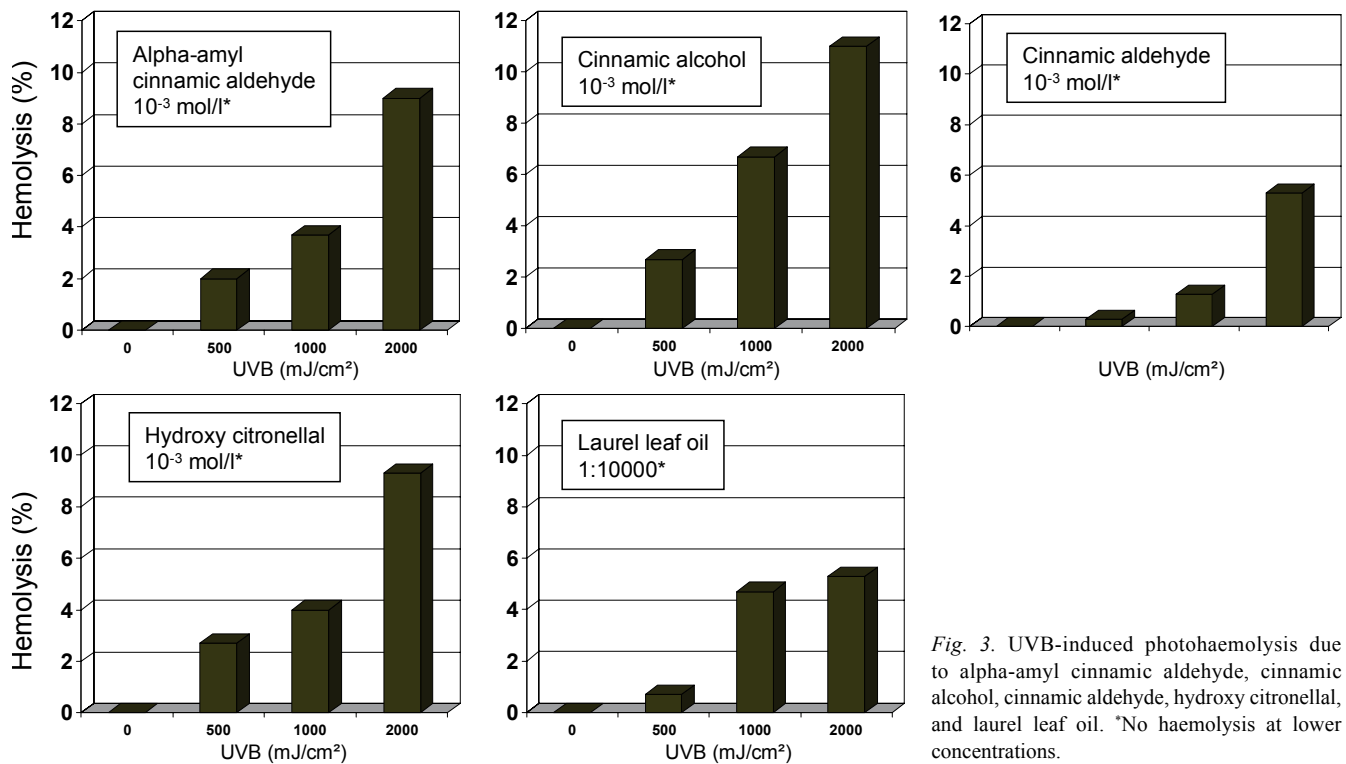 12
10
8
6
4
2
0
Hemolysis (%)
Alpha-amyl
cinnamic aldehyde
10⁻³ mol/l*
0 500 1000 2000
UVB (mJ/cm²)
12
10
8
6
4
2
0
Cinnamic alcohol
10⁻³ mol/l*
0 500 1000 2000
UVB (mJ/cm²)
12
10
8
6
4
2
0
Cinnamic aldehyde
10⁻³ mol/l*
UVB (mJ/cm²)
12
10
8
6
4
2
0
Hemolysis (%)
Hydroxy citronellal
10⁻³ mol/l*
0 500 1000 2000
UVB (mJ/cm²)
12
10
8
6
4
2
0
Laurel leaf oil
1:10000*
0 500 1000 2000
UVB (mJ/cm²)
Fig. 3. UVB-induced photohaemolysis due
to alpha-amyl cinnamic aldehyde, cinnamic
alcohol, cinnamic aldehyde, hydroxy citronellal,
and laurel leaf oil. *No haemolysis at lower
concentrations.